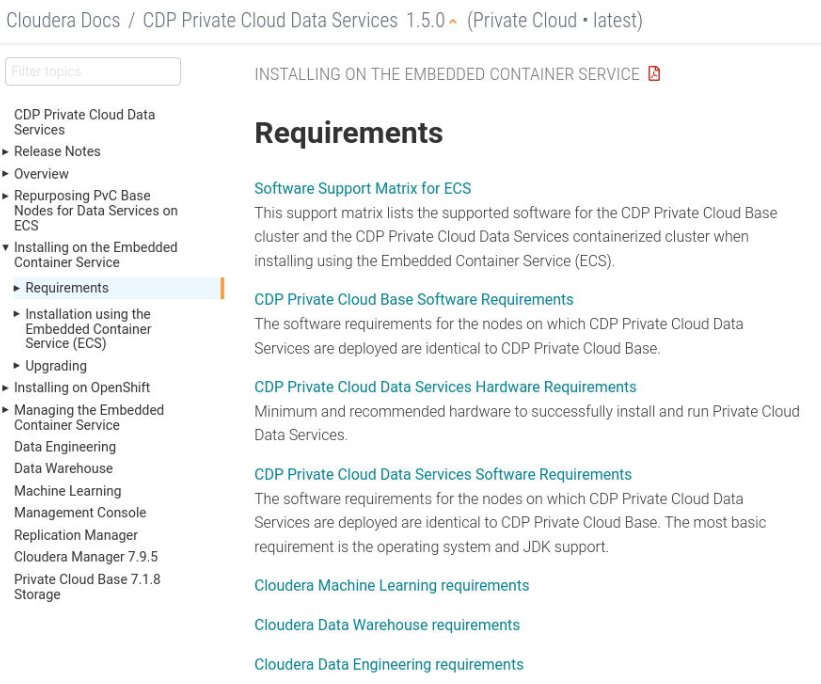 Cloudera Docs / CDP Private Cloud Data Services 1.5.0 (Private Cloud • latest)
Filter topics
CDP Private Cloud Data
Services
Release Notes
Overview
Repurposing PvC Base
Nodes for Data Services on
ECS
Installing on the Embedded
Container Service
Requirements
Installation using the
Embedded Container
Service (ECS)
Upgrading
Installing on OpenShift
Managing the Embedded
Container Service
Data Engineering
Data Warehouse
Machine Learning
Management Console
Replication Manager
Cloudera Manager 7.9.5
Private Cloud Base 7.1.8
Storage
INSTALLING ON THE EMBEDDED CONTAINER SERVICE
Requirements
Software Support Matrix for ECS
This support matrix lists the supported software for the CDP Private Cloud Base
cluster and the CDP Private Cloud Data Services containerized cluster when
installing using the Embedded Container Service (ECS).
CDP Private Cloud Base Software Requirements
The software requirements for the nodes on which CDP Private Cloud Data
Services are deployed are identical to CDP Private Cloud Base.
CDP Private Cloud Data Services Hardware Requirements
Minimum and recommended hardware to successfully install and run Private Cloud
Data Services.
CDP Private Cloud Data Services Software Requirements
The software requirements for the nodes on which CDP Private Cloud Data
Services are deployed are identical to CDP Private Cloud Base. The most basic
requirement is the operating system and JDK support.
Cloudera Machine Learning requirements
Cloudera Data Warehouse requirements
Cloudera Data Engineering requirements